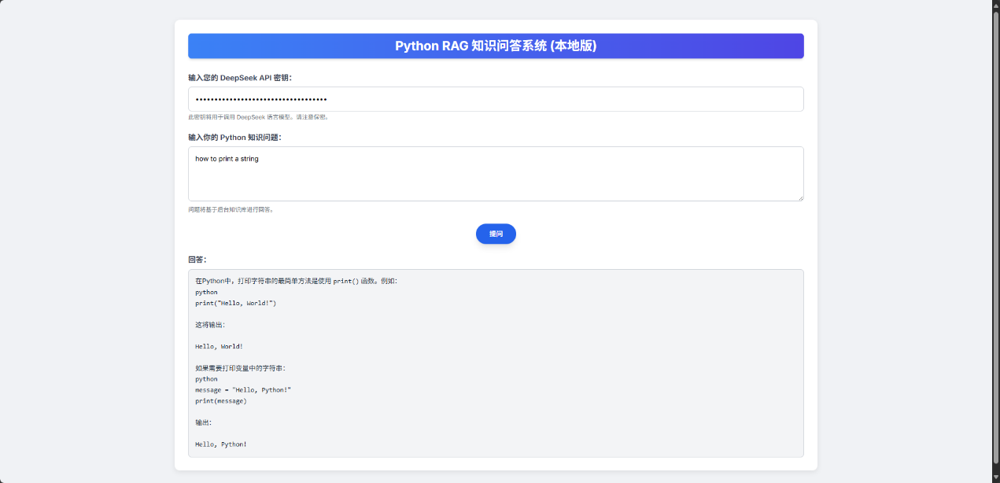 Python RAG 知识问答系统 (本地版)
输入您的 DeepSeek API 密钥：
•••••••••••••••••••••••••••••••••••
此密钥将用于调用 DeepSeek 语言模型。请注意保密。
输入你的 Python 知识问题：
how to print a string
问题将基于后台知识库进行回答。
提问
回答：
在Python中，打印字符串的最简单方法是使用 print() 函数。例如：
python
print("Hello, World!")
这将输出：
Hello, World!
如果需要打印变量中的字符串：
python
message = "Hello, Python!"
print(message)
输出：
Hello, Python!